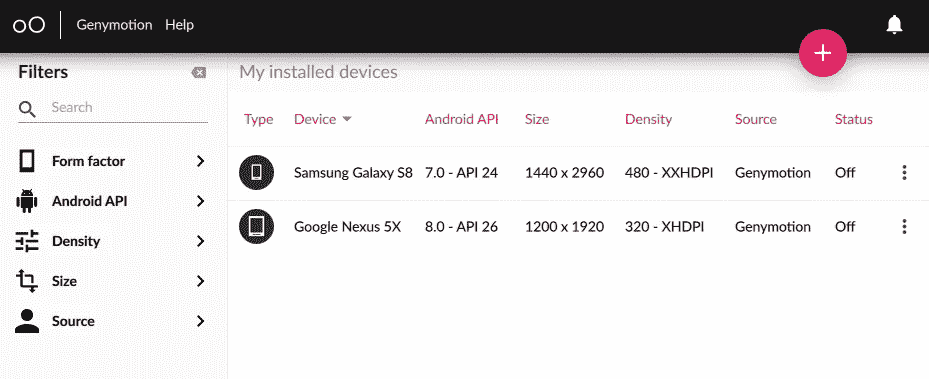 Genymotion Help
Filters
Search
Form factor
Android API
Density
Size
Source
My installed devices
Type Device Android API Size Density Source Status
Samsung Galaxy S8 7.0 - API 24 1440 x 2960 480 - XXHDPI Genymotion Off
Google Nexus 5X 8.0 - API 26 1200 x 1920 320 - XHDPI Genymotion Off